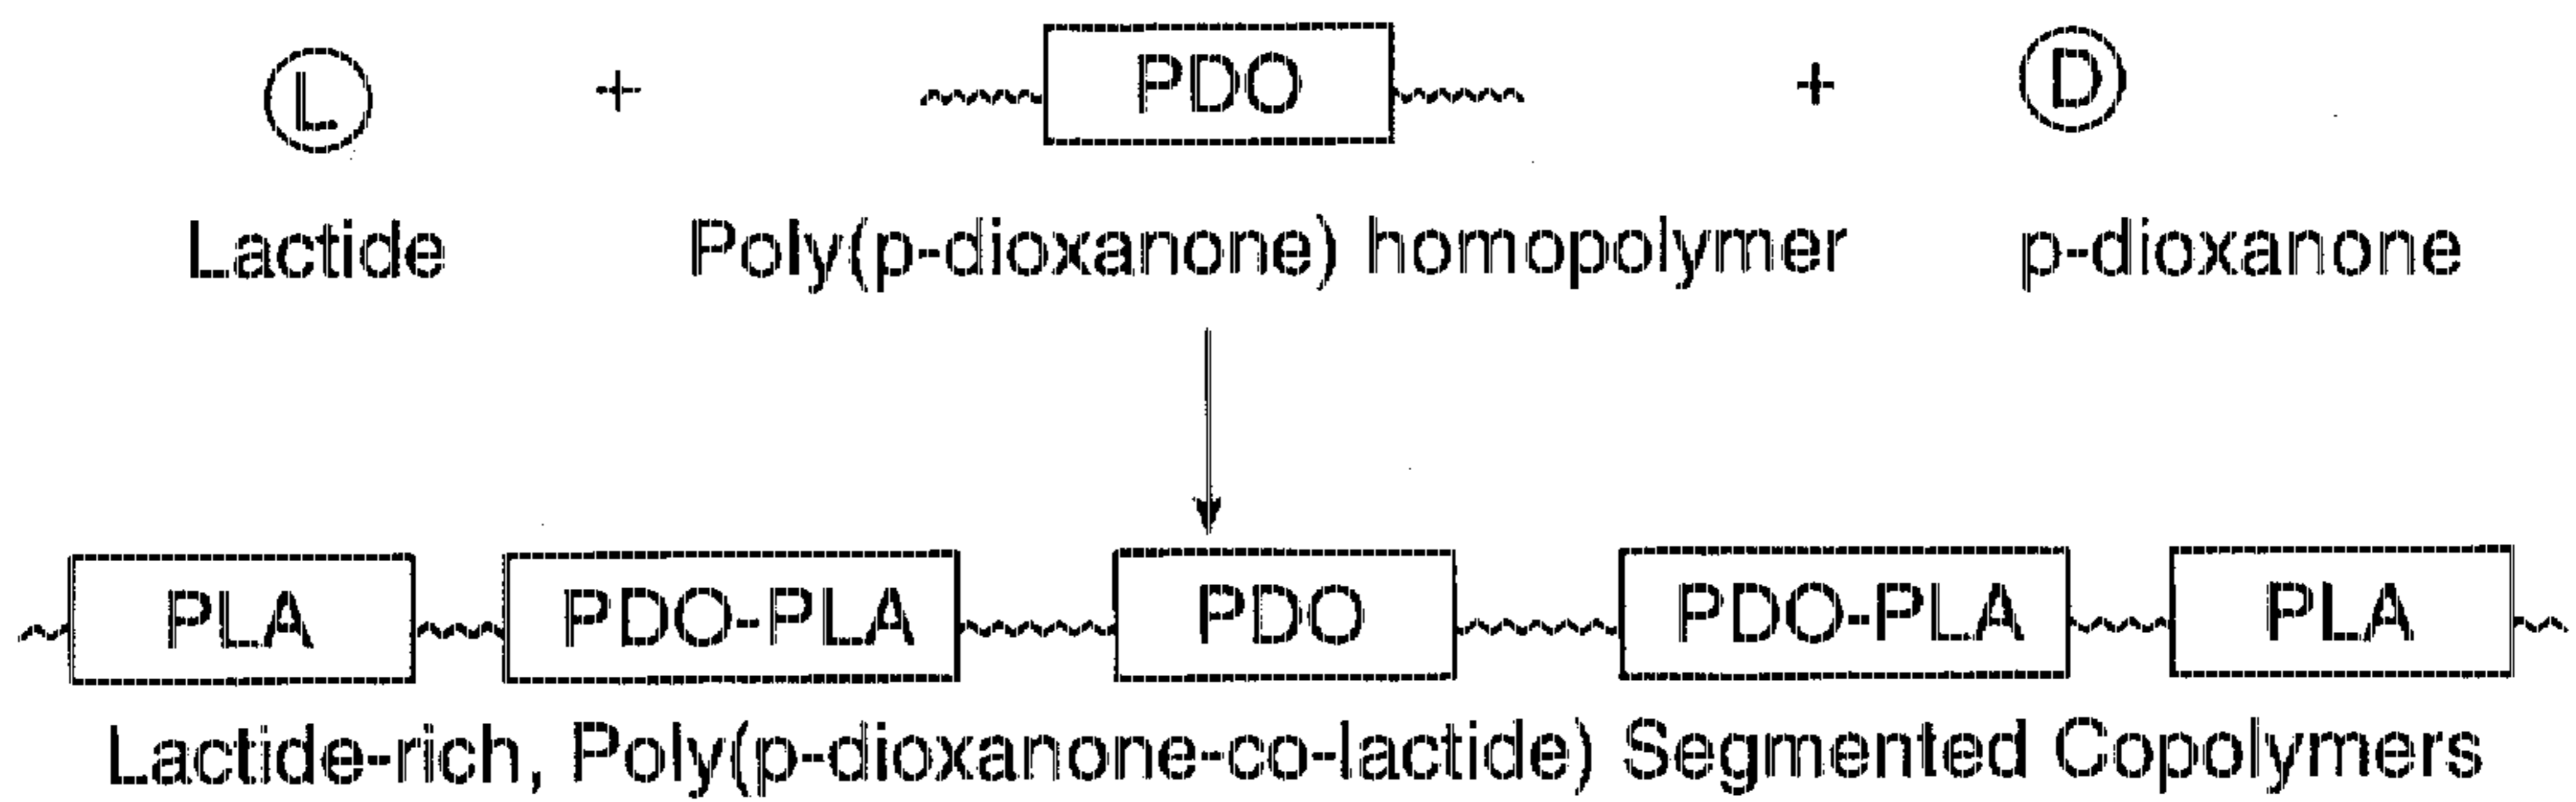 L + PDO + D
Lactide Poly(p-dioxanone) homopolymer p-dioxanone
PLA PDO-PLA PDO PDO-PLA PLA
Lactide-rich, Poly(p-dioxanone-co-lactide) Segmented Copolymers